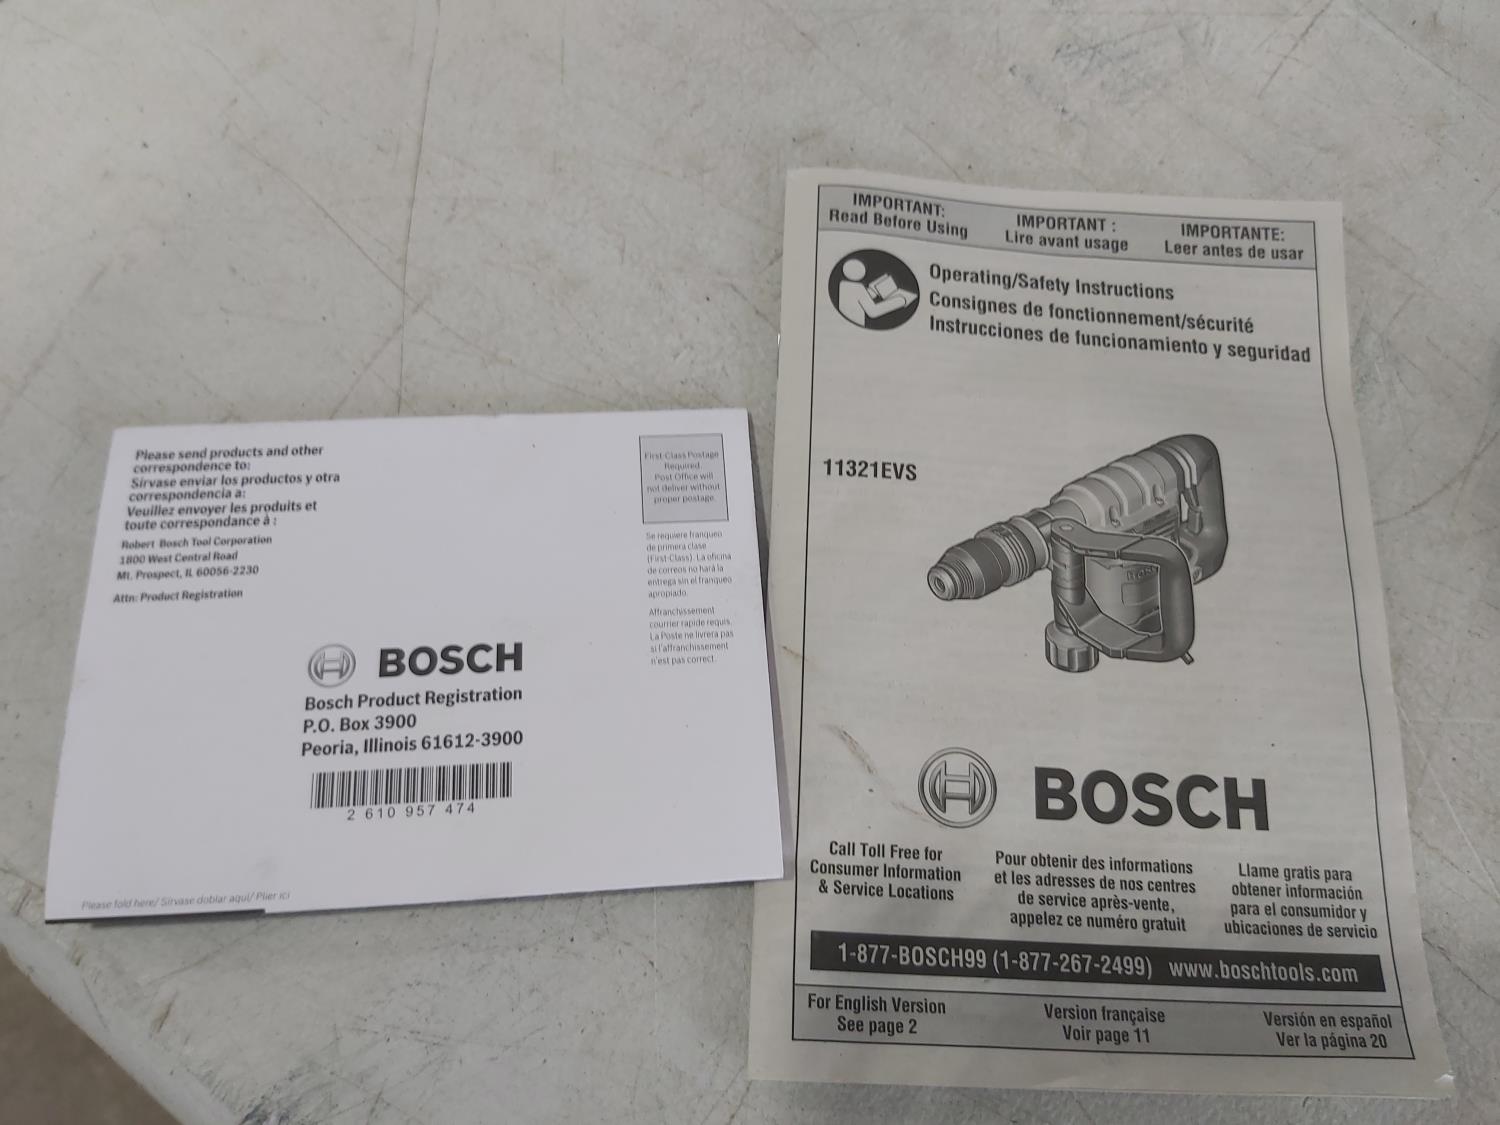 Please send products and other
correspondence to:
Sírvase enviar los productos y otra
correspondencia a:
Veuillez envoyer les produits et
toute correspondance à :
Robert Bosch Tool Corporation
1800 West Central Road
Mt. Prospect, IL 60056-2230
Attn: Product Registration
First-Class Postage
Required.
Post Office will
not deliver without
proper postage.
Se requiere franqueo
de primera clase
(First-Class). La oficina
de correos no hará la
entrega sin el franqueo
apropiado.
Affranchissement
courrier rapide requis.
La Poste ne livrera pas
si l'affranchissement
n'est pas correct.
BOSCH
Bosch Product Registration
P.O. Box 3900
Peoria, Illinois 61612-3900
2 610 957 474
Please fold here/ Sírvase doblar aquí/ Plier ici
IMPORTANT:
Read Before Using
IMPORTANT :
Lire avant usage
IMPORTANTE:
Leer antes de usar
Operating/Safety Instructions
Consignes de fonctionnement/sécurité
Instrucciones de funcionamiento y seguridad
11321EVS
BOSCH
BOSCH
Call Toll Free for
Consumer Information
& Service Locations
Pour obtenir des informations
et les adresses de nos centres
de service après-vente,
appelez ce numéro gratuit
Llame gratis para
obtener información
para el consumidor y
ubicaciones de servicio
1-877-BOSCH99 (1-877-267-2499) www.boschtools.com
For English Version
See page 2
Version française
Voir page 11
Versión en español
Ver la página 20